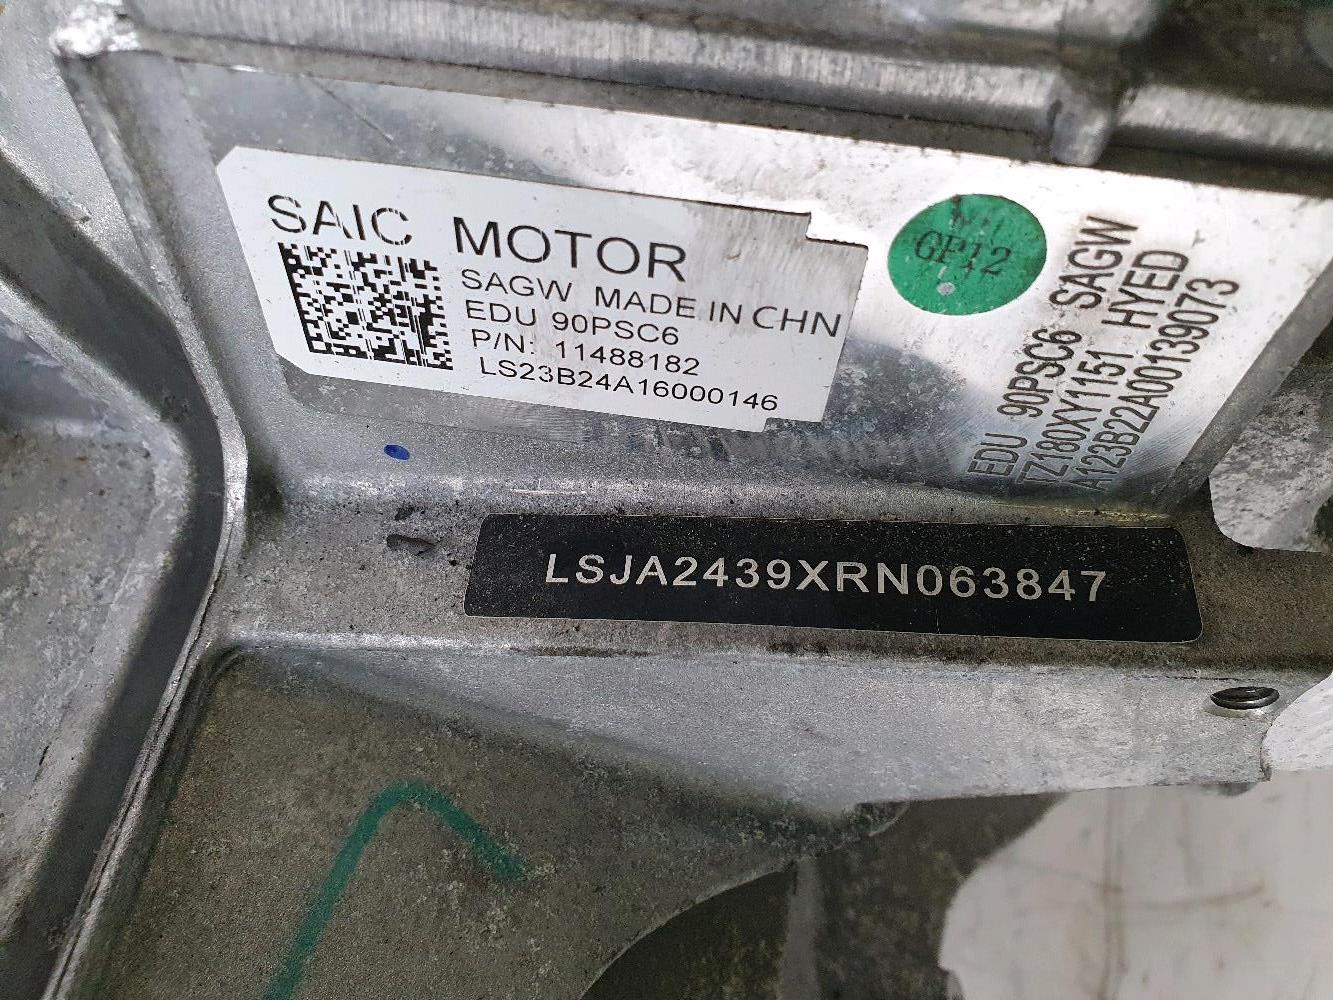 SAIC MOTOR
SAGW MADE IN CHN
EDU 90PSC6
P/N: 11488182
LS23B24A16000146
GP12
EDU 90PSC6 SAGW
TZ180XY1151 HYED
A123B22A00139073
LSJA2439XRN063847